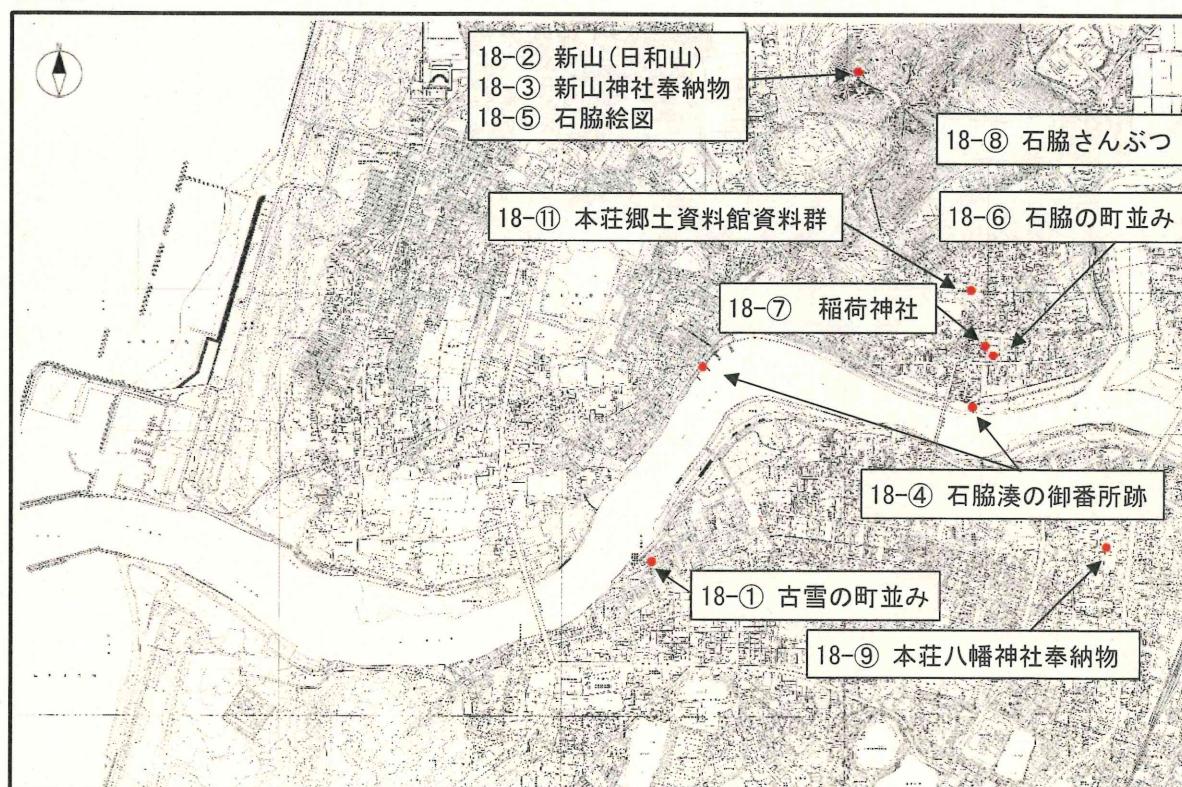 18-② 新山(日和山)
18-③ 新山神社奉納物
18-⑤ 石脇絵図
18-⑧ 石脇さんぶつ
18-⑪ 本荘郷土資料館資料群
18-⑥ 石脇の町並み
18-⑦ 稲荷神社
18-④ 石脇湊の御番所跡
18-① 古雪の町並み
18-⑨ 本荘八幡神社奉納物